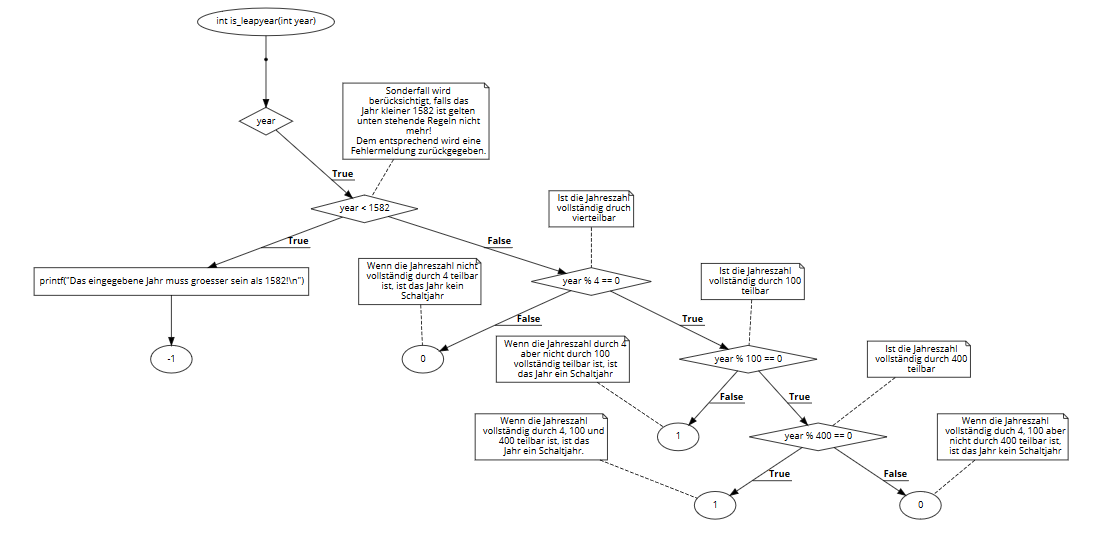 int is_leapyear(int year)
year
Sonderfall wird
berücksichtigt, falls das
Jahr kleiner 1582 ist gelten
unten stehende Regeln nicht
mehr!
Dem entsprechend wird eine
Fehlermeldung zurückgegeben.
True
year < 1582
True
False
printf("Das eingegebene Jahr muss groesser sein als 1582!\n")
-1
Ist die Jahreszahl
vollständig druch
vierteilbar
year % 4 == 0
Wenn die Jahreszahl nicht
vollständig durch 4 teilbar
ist, ist das Jahr kein
Schaltjahr
False
True
0
Ist die Jahreszahl
vollständig durch 100
teilbar
year % 100 == 0
Wenn die Jahreszahl durch 4
aber nicht durch 100
vollständig teilbar ist, ist
das Jahr ein Schaltjahr
False
True
1
Ist die Jahreszahl
vollständig durch 400
teilbar
year % 400 == 0
Wenn die Jahreszahl
vollständig durch 4, 100 und
400 teilbar ist, ist das
Jahr ein Schaltjahr.
True
False
1
Wenn die Jahreszahl
vollständig duch 4, 100 aber
nicht durch 400 teilbar ist,
ist das Jahr kein Schaltjahr
0